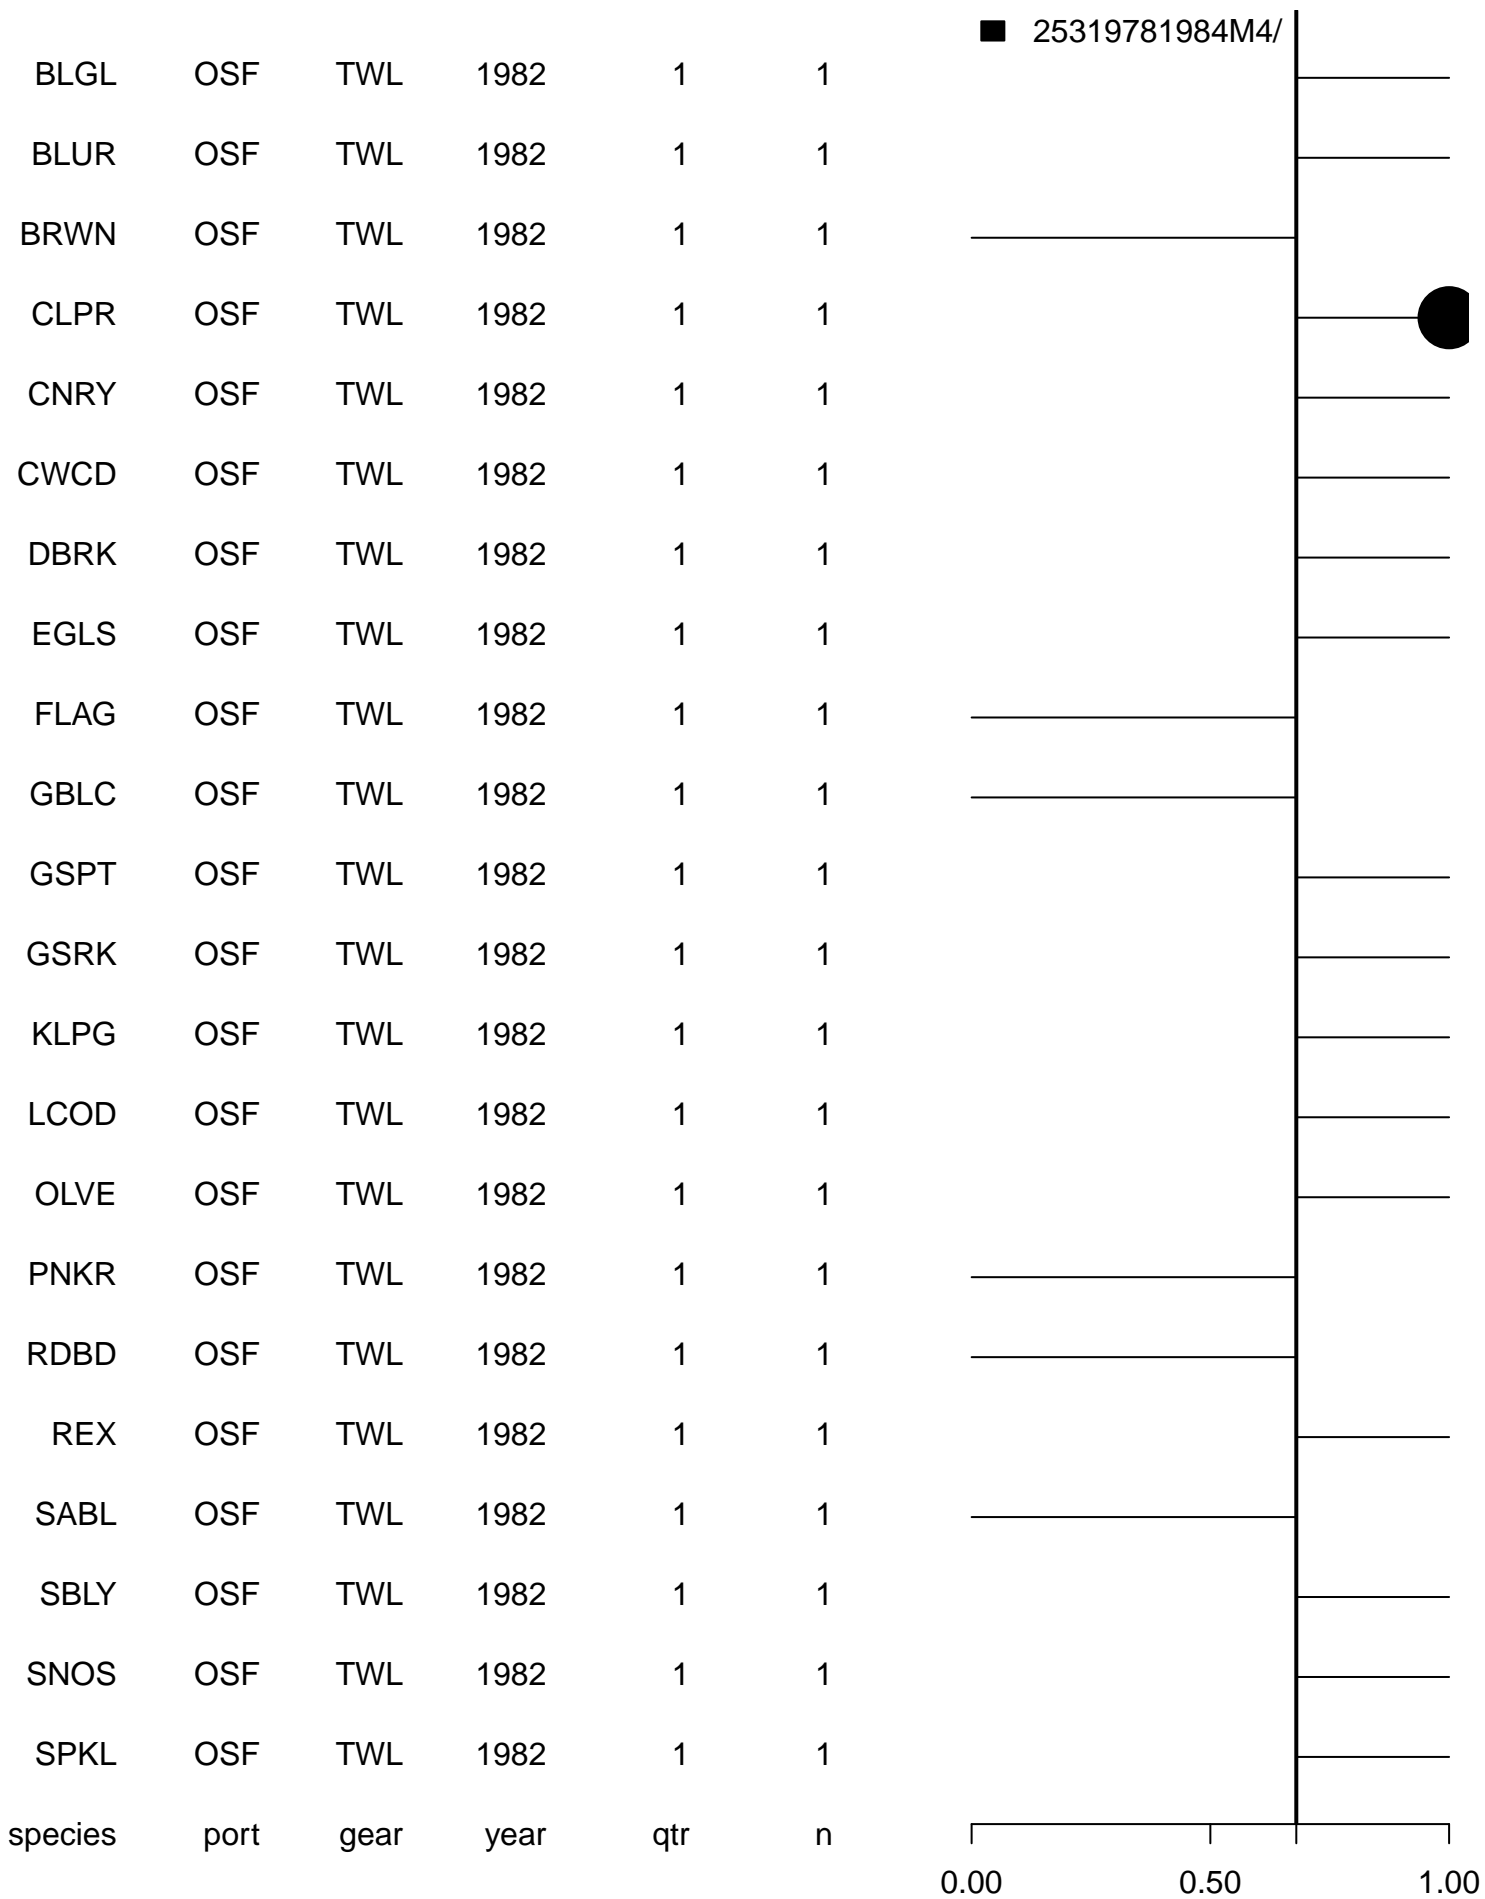 25319781984M4/
BLGL OSF TWL 1982 1 1
BLUR OSF TWL 1982 1 1
BRWN OSF TWL 1982 1 1
CLPR OSF TWL 1982 1 1
CNRY OSF TWL 1982 1 1
CWCD OSF TWL 1982 1 1
DBRK OSF TWL 1982 1 1
EGLS OSF TWL 1982 1 1
FLAG OSF TWL 1982 1 1
GBLC OSF TWL 1982 1 1
GSPT OSF TWL 1982 1 1
GSRK OSF TWL 1982 1 1
KLPG OSF TWL 1982 1 1
LCOD OSF TWL 1982 1 1
OLVE OSF TWL 1982 1 1
PNKR OSF TWL 1982 1 1
RDBD OSF TWL 1982 1 1
REX OSF TWL 1982 1 1
SABL OSF TWL 1982 1 1
SBLY OSF TWL 1982 1 1
SNOS OSF TWL 1982 1 1
SPKL OSF TWL 1982 1 1
species port gear year qtr n
0.00 0.50 1.00